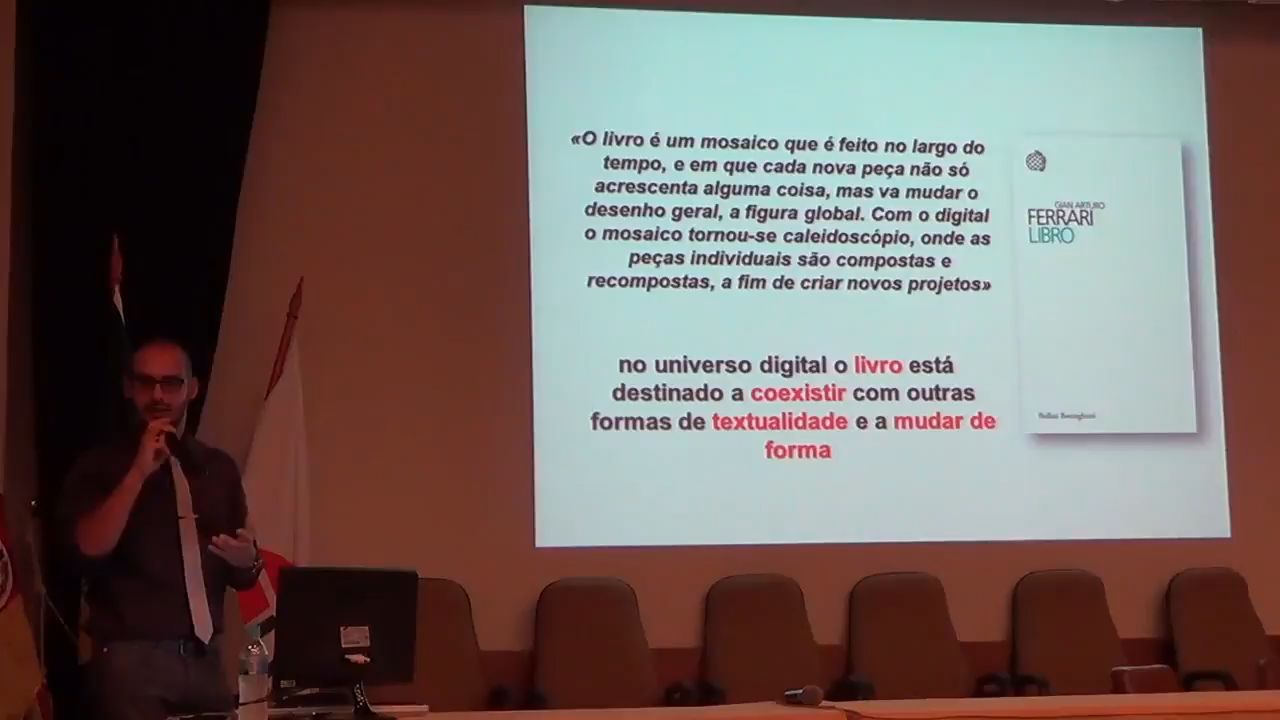 «O livro é um mosaico que é feito no largo do
tempo, e em que cada nova peça não só
acrescenta alguma coisa, mas va mudar o
desenho geral, a figura global. Com o digital
o mosaico tornou-se caleidoscópio, onde as
peças individuais são compostas e
recompostas, a fim de criar novos projetos»
no universo digital o livro está
destinado a coexistir com outras
formas de textualidade e a mudar de
forma
GIAN ARTURO
FERRARI
LIBRO
Bollati Boringhieri